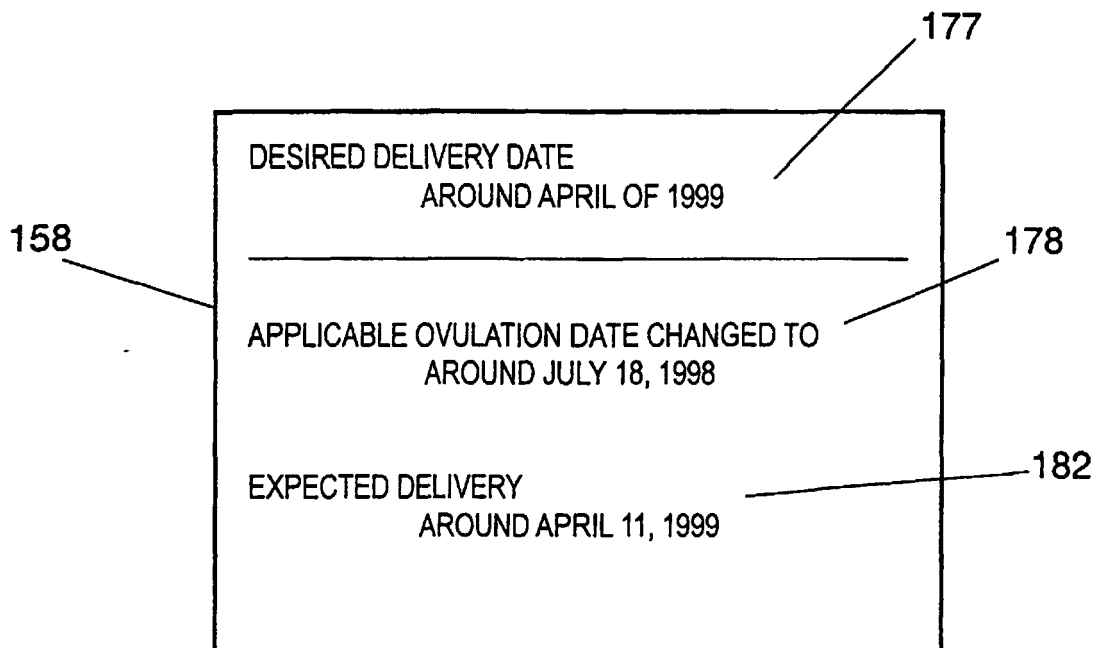 177
DESIRED DELIVERY DATE
AROUND APRIL OF 1999
158
178
APPLICABLE OVULATION DATE CHANGED TO
AROUND JULY 18, 1998
182
EXPECTED DELIVERY
AROUND APRIL 11, 1999